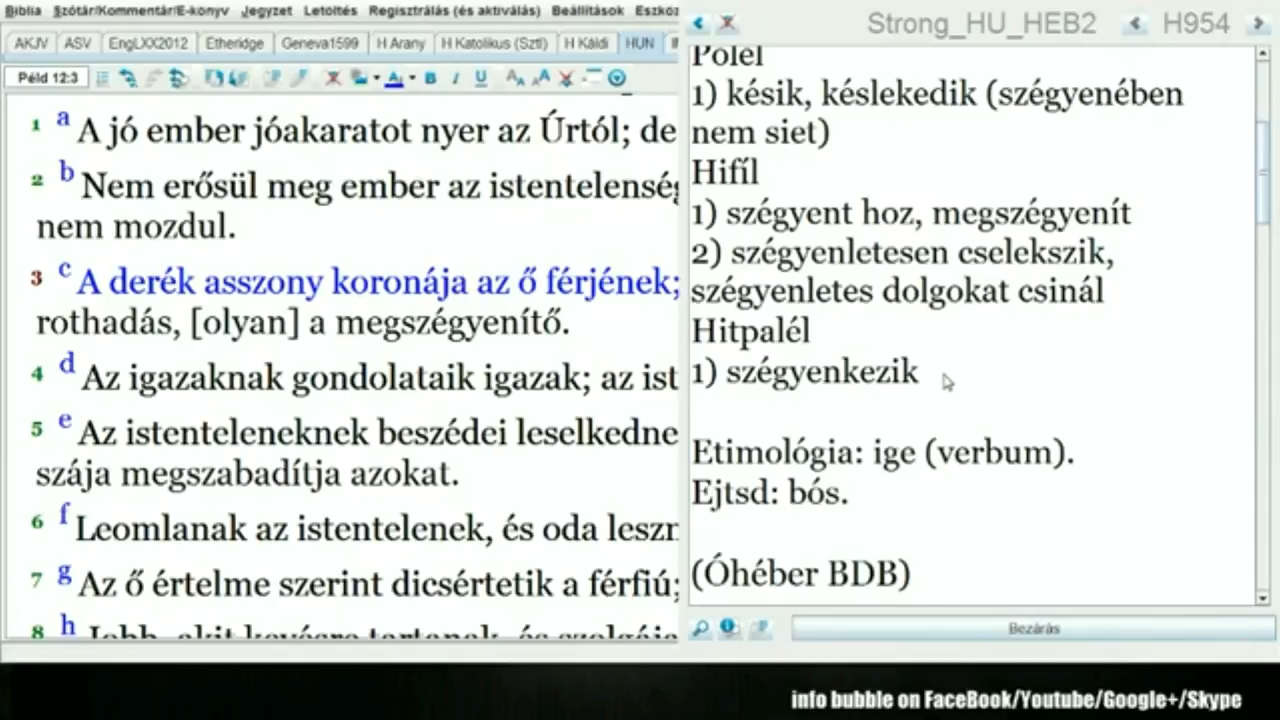 Biblia Szótár/Kommentár/E-könyv Jegyzet Letöltés Regisztrálás (és aktiválás) Beállítások
AKJV ASV EngLXX2012 Etheridge Geneva1599 H Arany H Katolikus (SztI) H Káldi HUN
Péld 12:3
1 a A jó ember jóakaratot nyer az Úrtól; de
2 b Nem erősül meg ember az istentelenség
nem mozdul.
3 c A derék asszony koronája az ő férjének;
rothadás, [olyan] a megszégyenítő.
4 d Az igazaknak gondolataik igazak; az ist
5 e Az isteteleneknek beszédei leselkedne
szája megszabadítja azokat.
6 f Leomlanak az istentelenek, és oda leszn
7 g Az ő értelme szerint dicsértetik a férfiú;
8 h
Strong_HU_HEB2 H954
Polél
1) késik, késlekedik (szégyenében
nem siet)
Hifíl
1) szégyent hoz, megszégyenít
2) szégyenletesen cselekszik,
szégyenletes dolgokat csinál
Hitpalél
1) szégyenkezik
Etimológia: ige (verbum).
Ejtsd: bós.
(Óhéber BDB)
Bezárás
info bubble on FaceBook/Youtube/Google+/Skype